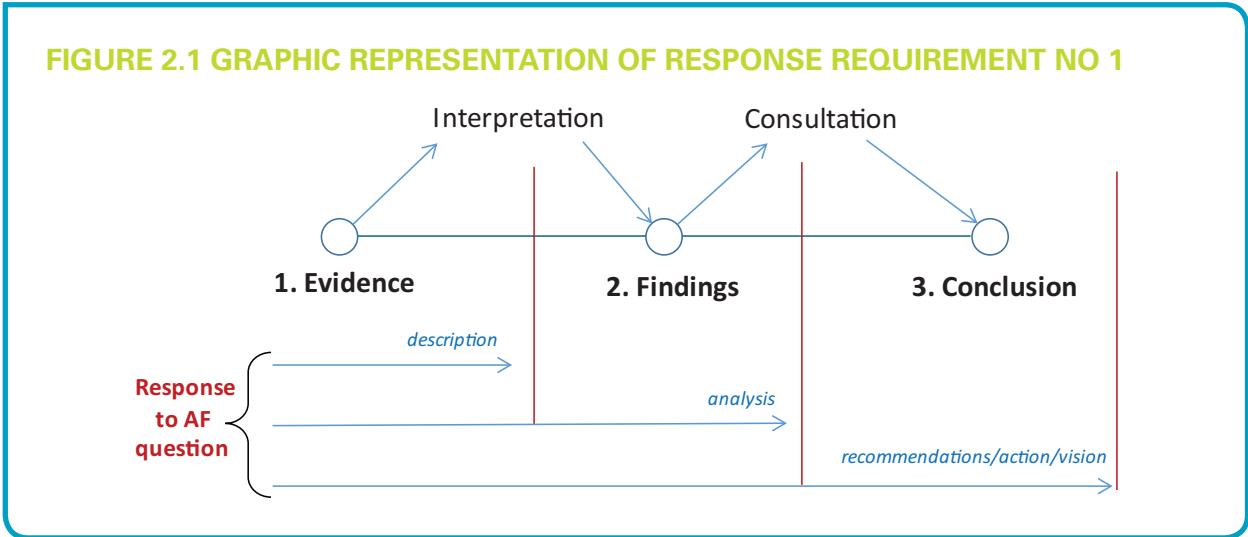 FIGURE 2.1 GRAPHIC REPRESENTATION OF RESPONSE REQUIREMENT NO 1
Interpretation
Consultation
1. Evidence
2. Findings
3. Conclusion
description
Response
to AF
question
analysis
recommendations/action/vision